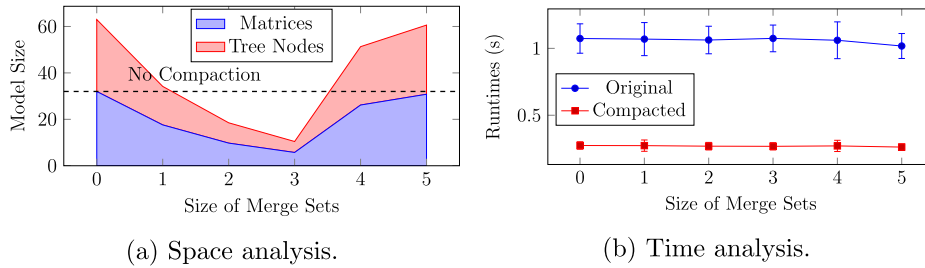 Model Size
60
40
20
0
Matrices
Tree Nodes
No Compaction
0 1 2 3 4 5
Size of Merge Sets
(a) Space analysis.
Runtimes (s)
1
0.5
Original
Compacted
0 1 2 3 4 5
Size of Merge Sets
(b) Time analysis.